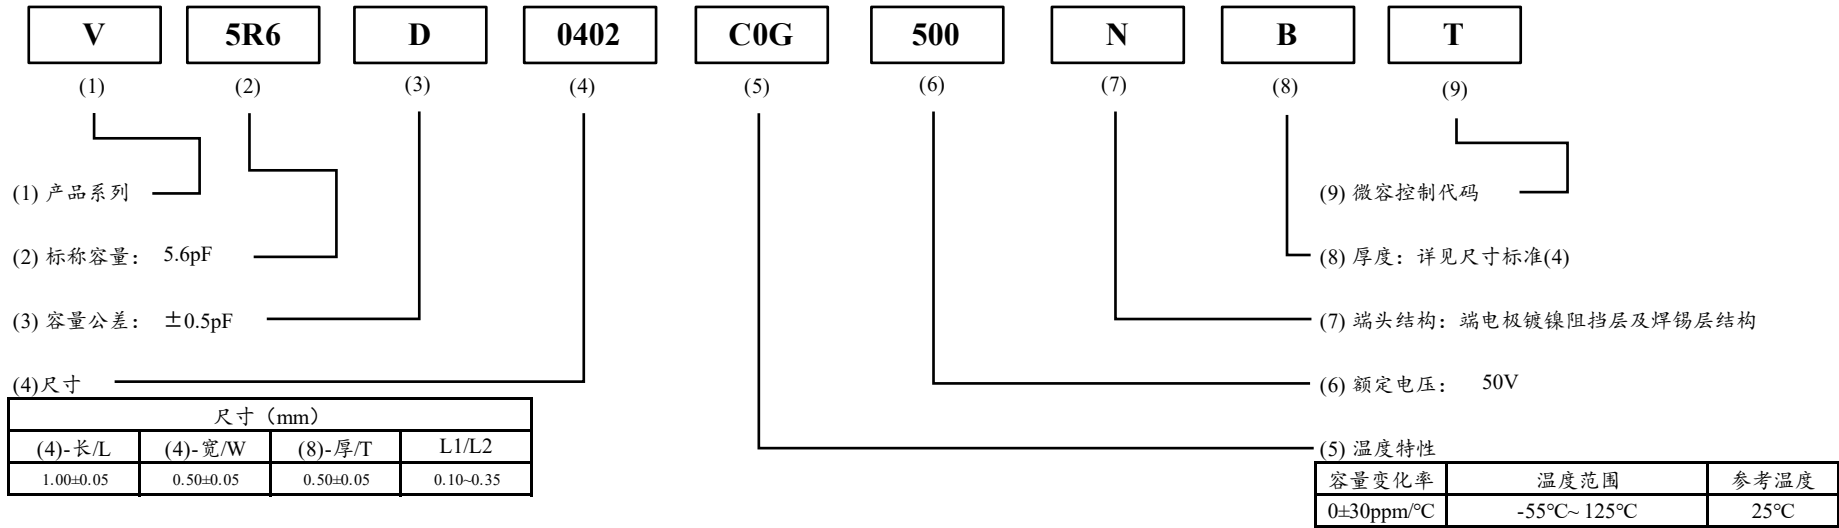 V 5R6 D 0402 C0G 500 N B T
(1) (2) (3) (4) (5) (6) (7) (8) (9)
(1) 产品系列
(9) 微容控制代码
(2) 标称容量： 5.6pF
(8) 厚度：详见尺寸标准(4)
(3) 容量公差： ±0.5pF
(7) 端头结构：端电极镀镍阻挡层及焊锡层结构
(4)尺寸
(6) 额定电压： 50V
尺寸（mm）
(4)-长/L (4)-宽/W (8)-厚/T L1/L2
1.00±0.05 0.50±0.05 0.50±0.05 0.10~0.35
(5) 温度特性
容量变化率 温度范围 参考温度
0±30ppm/℃ -55℃~ 125℃ 25℃